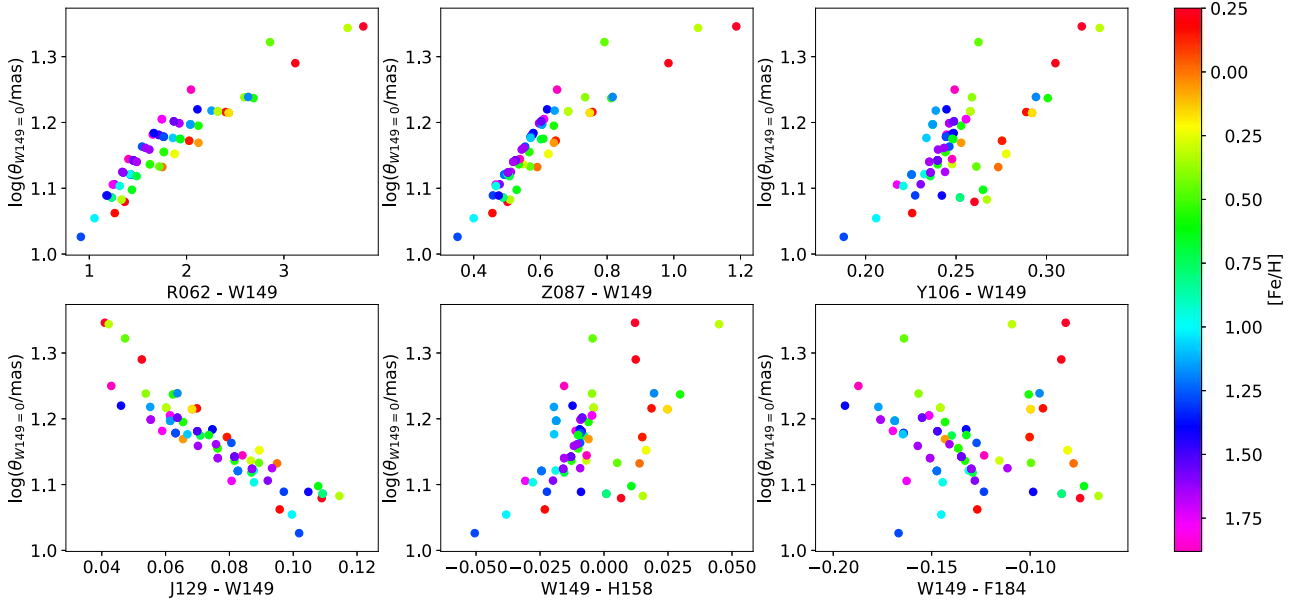 1.3
1.2
1.1
1.0
log(θW149=0/mas)
1 2 3
R062 - W149
1.3
1.2
1.1
1.0
log(θW149=0/mas)
0.4 0.6 0.8 1.0 1.2
Z087 - W149
1.3
1.2
1.1
1.0
log(θW149=0/mas)
0.20 0.25 0.30
Y106 - W149
1.3
1.2
1.1
1.0
log(θW149=0/mas)
0.04 0.06 0.08 0.10 0.12
J129 - W149
1.3
1.2
1.1
1.0
log(θW149=0/mas)
−0.050 −0.025 0.000 0.025 0.050
W149 - H158
1.3
1.2
1.1
1.0
log(θW149=0/mas)
−0.20 −0.15 −0.10
W149 - F184
0.25
0.00
0.25
0.50
0.75
1.00
1.25
1.50
1.75
[Fe/H]